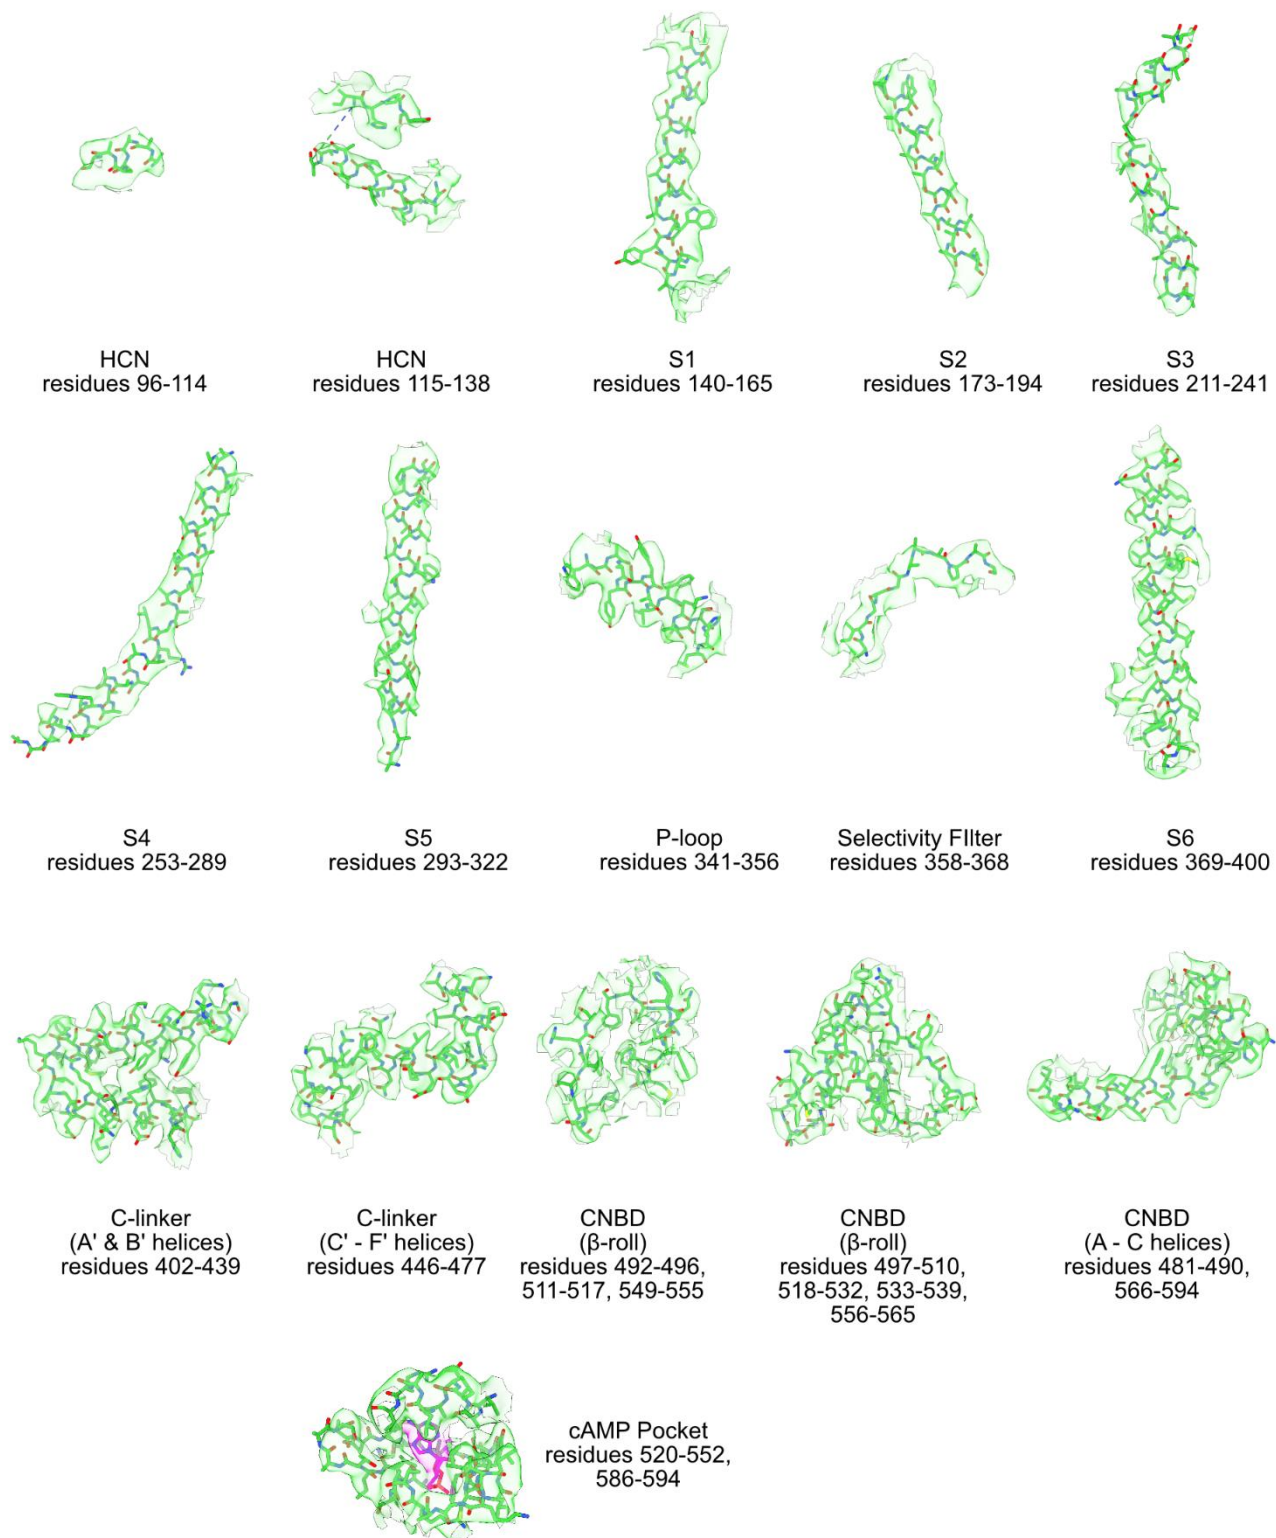 HCN
residues 96-114
HCN
residues 115-138
S1
residues 140-165
S2
residues 173-194
S3
residues 211-241
S4
residues 253-289
S5
residues 293-322
P-loop
residues 341-356
Selectivity FIlter
residues 358-368
S6
residues 369-400
C-linker
(A' & B' helices)
residues 402-439
C-linker
(C' - F' helices)
residues 446-477
CNBD
(β-roll)
residues 492-496,
511-517, 549-555
CNBD
(β-roll)
residues 497-510,
518-532, 533-539,
556-565
CNBD
(A - C helices)
residues 481-490,
566-594
cAMP Pocket
residues 520-552,
586-594